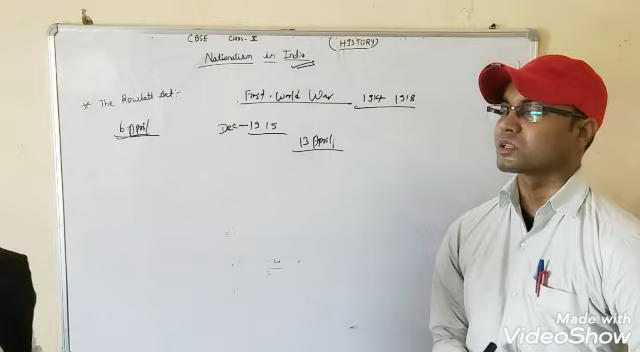 CBSE Class - X (HISTORY)
Nationalism in India
* The Rowlatt Act :-
First - World War 1914 1918
6 April
Dec - 1915
13 April
Made with
VideoShow